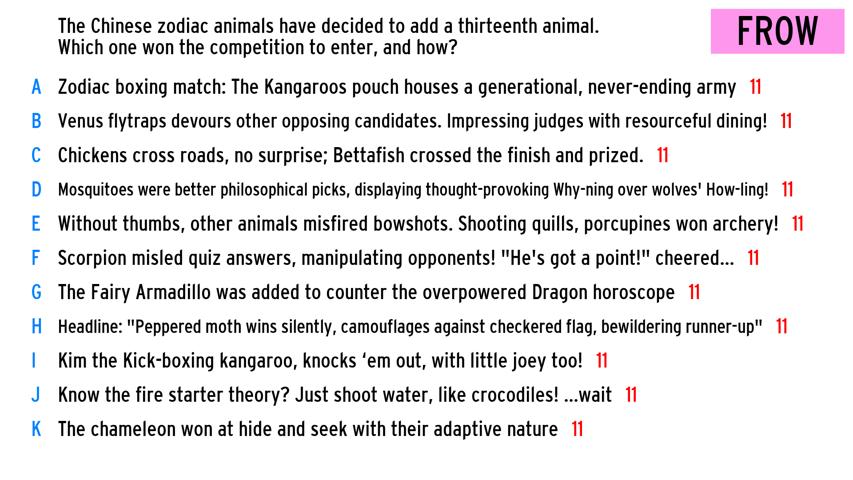 The Chinese zodiac animals have decided to add a thirteenth animal.
Which one won the competition to enter, and how?
FROW
A Zodiac boxing match: The Kangaroos pouch houses a generational, never-ending army 11
B Venus flytraps devours other opposing candidates. Impressing judges with resourceful dining! 11
C Chickens cross roads, no surprise; Bettafish crossed the finish and prized. 11
D Mosquitoes were better philosophical picks, displaying thought-provoking Why-ning over wolves' How-ling! 11
E Without thumbs, other animals misfired bowshots. Shooting quills, porcupines won archery! 11
F Scorpion misled quiz answers, manipulating opponents! "He's got a point!" cheered... 11
G The Fairy Armadillo was added to counter the overpowered Dragon horoscope 11
H Headline: "Peppered moth wins silently, camouflages against checkered flag, bewildering runner-up" 11
I Kim the Kick-boxing kangaroo, knocks ‘em out, with little joey too! 11
J Know the fire starter theory? Just shoot water, like crocodiles! ...wait 11
K The chameleon won at hide and seek with their adaptive nature 11